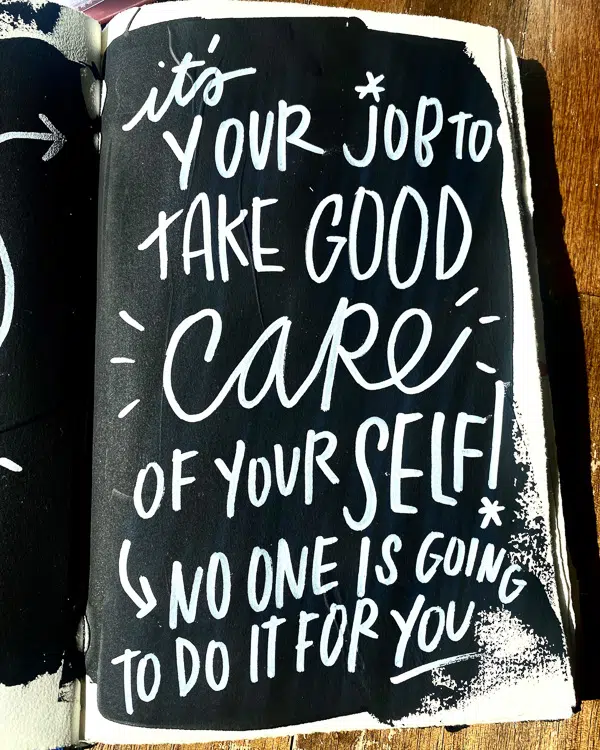 it's
YOUR *JOB TO
TAKE GOOD
CARE
OF YOUR SELF!*
NO ONE IS GOING
TO DO IT FOR YOU